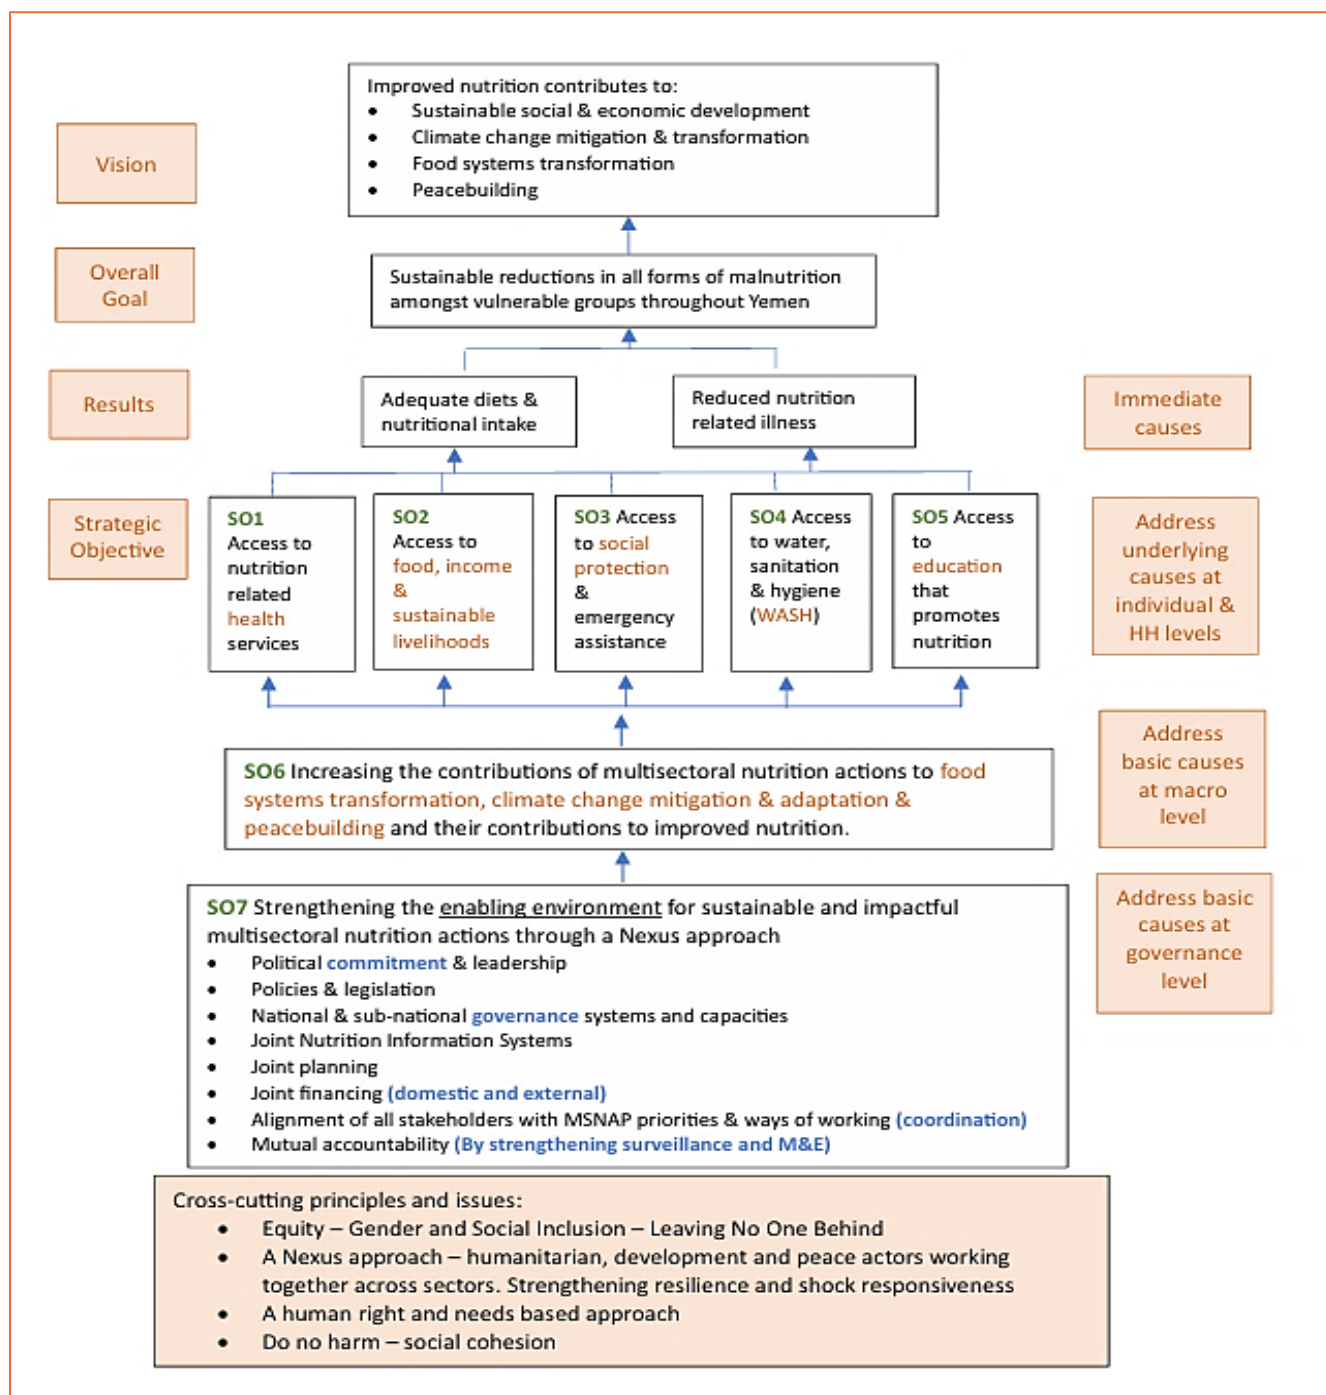 Improved nutrition contributes to:
• Sustainable social & economic development
• Climate change mitigation & transformation
• Food systems transformation
• Peacebuilding
Vision
Overall
Goal
Sustainable reductions in all forms of malnutrition
amongst vulnerable groups throughout Yemen
Results
Adequate diets &
nutritional intake
Reduced nutrition
related illness
Immediate
causes
Strategic
Objective
SO1
Access to
nutrition
related
health
services
SO2
Access to
food, income
&
sustainable
livelihoods
SO3 Access
to social
protection
&
emergency
assistance
SO4 Access
to water,
sanitation
& hygiene
(WASH)
SO5 Access
to
education
that
promotes
nutrition
Address
underlying
causes at
individual &
HH levels
SO6 Increasing the contributions of multisectoral nutrition actions to food
systems transformation, climate change mitigation & adaptation &
peacebuilding and their contributions to improved nutrition.
Address
basic causes
at macro
level
SO7 Strengthening the enabling environment for sustainable and impactful
multisectoral nutrition actions through a Nexus approach
• Political commitment & leadership
• Policies & legislation
• National & sub-national governance systems and capacities
• Joint Nutrition Information Systems
• Joint planning
• Joint financing (domestic and external)
• Alignment of all stakeholders with MSNAP priorities & ways of working (coordination)
• Mutual accountability (By strengthening surveillance and M&E)
Address basic
causes at
governance
level
Cross-cutting principles and issues:
• Equity – Gender and Social Inclusion – Leaving No One Behind
• A Nexus approach – humanitarian, development and peace actors working
together across sectors. Strengthening resilience and shock responsiveness
• A human right and needs based approach
• Do no harm – social cohesion